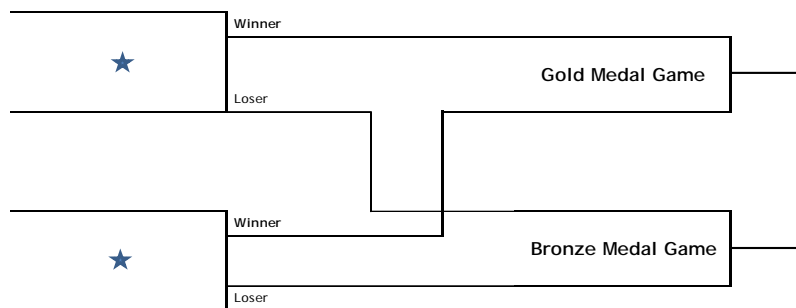 Winner
Gold Medal Game
Loser
Winner
Bronze Medal Game
Loser